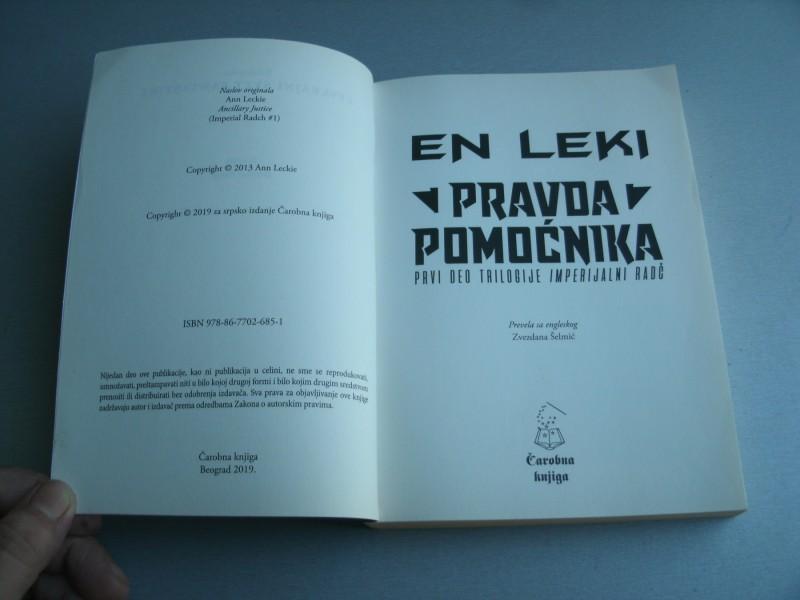 Naslov originala
Ann Leckie
Ancillary Justice
(Imperial Radch #1)
Copyright © 2013 Ann Leckie
Copyright © 2019 za srpsko izdanje Čarobna knjiga
ISBN 978-86-7702-685-1
Nijedan deo ove publikacije, kao ni publikacija u celini, ne sme se reprodukovati,
umnožavati, preštampavati niti u bilo kojoj drugoj formi i bilo kojim drugim sredstvom
prenositi ili distribuirati bez odobrenja izdavača. Sva prava za objavljivanje ove knjige
zadržavaju autor i izdavač prema odredbama Zakona o autorskim pravima.
Čarobna knjiga
Beograd 2019.
EN LEKI
PRAVDA
POMOĆNIKA
PRVI DEO TRILOGIJE IMPERIJALNI RADČ
Prevela sa engleskog
Zvezdana Šelmić
Čarobna
knjiga